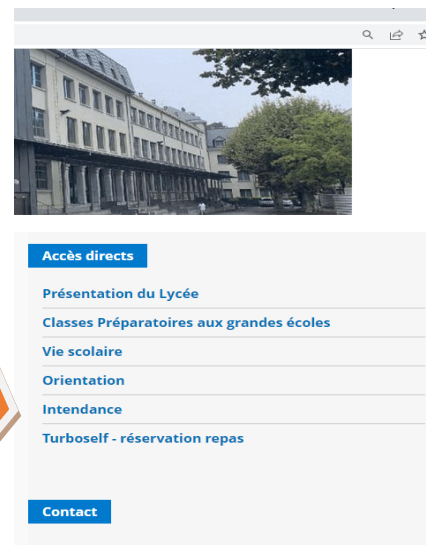 Accès directs
Présentation du Lycée
Classes Préparatoires aux grandes écoles
Vie scolaire
Orientation
Intendance
Turboself - réservation repas
Contact